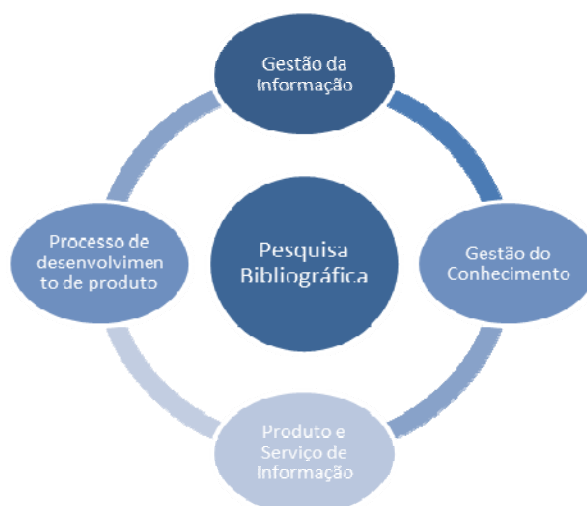 Gestão da
Informação
Processo de
desenvolvimen
to de produto
Pesquisa
Bibliográfica
Gestão do
Conhecimento
Produto e
Serviço de
Informação